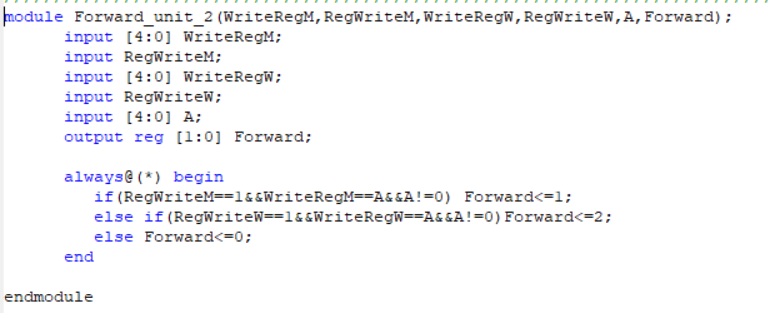 module Forward_unit_2(WriteRegM,RegWriteM,WriteRegW,RegWriteW,A,Forward);
input [4:0] WriteRegM;
input RegWriteM;
input [4:0] WriteRegW;
input RegWriteW;
input [4:0] A;
output reg [1:0] Forward;
always@(*) begin
if(RegWriteM==1&&WriteRegM==A&&A!=0) Forward<=1;
else if(RegWriteW==1&&WriteRegW==A&&A!=0)Forward<=2;
else Forward<=0;
end
endmodule